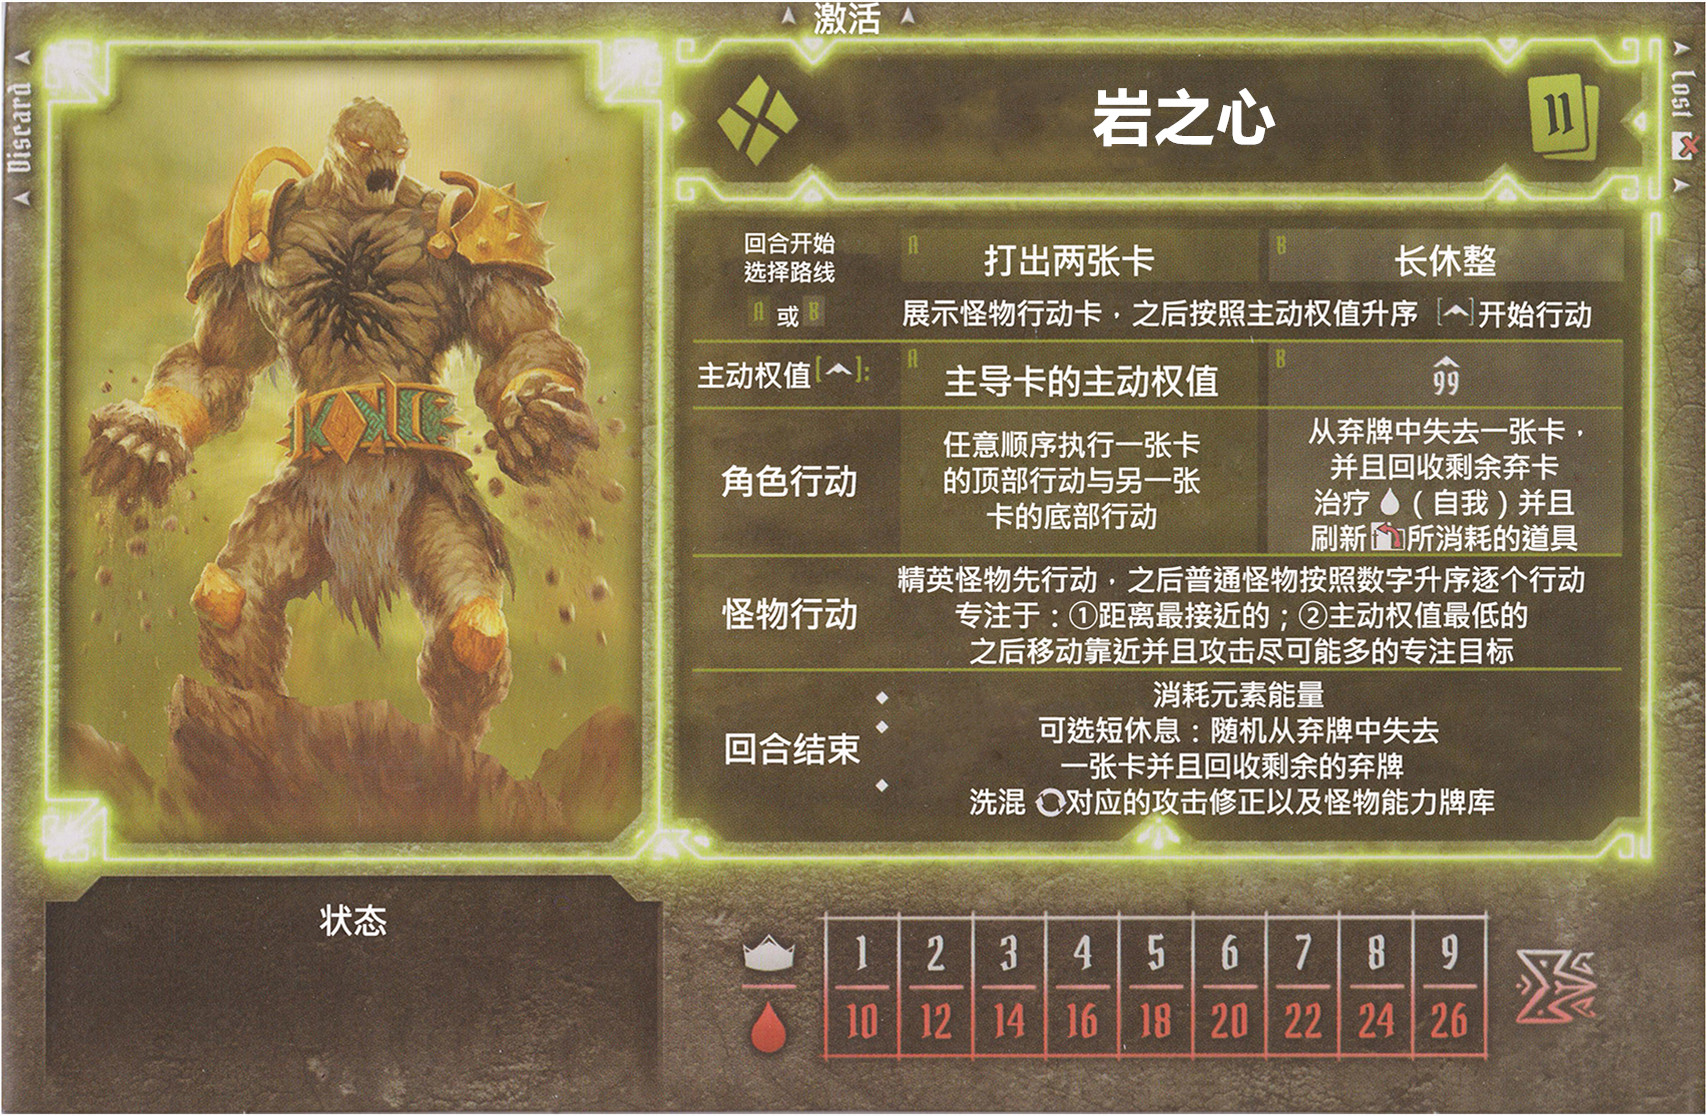 激活
Discard
Lost
岩之心
11
回合开始
选择路线
A 或 B
A 打出两张卡
B 长休整
展示怪物行动卡，之后按照主动权值升序 [ ]开始行动
主动权值[ ]:
A 主导卡的主动权值
B 99
角色行动
任意顺序执行一张卡
的顶部行动与另一张
卡的底部行动
从弃牌中失去一张卡，
并且回收剩余弃卡
治疗（自我）并且
刷新所消耗的道具
怪物行动
精英怪物先行动，之后普通怪物按照数字升序逐个行动
专注于：①距离最接近的；②主动权值最低的
之后移动靠近并且攻击尽可能多的专注目标
回合结束
消耗元素能量
可选短休息：随机从弃牌中失去
一张卡并且回收剩余的弃牌
洗混 对应的攻击修正以及怪物能力牌库
状态
1 2 3 4 5 6 7 8 9
10 12 14 16 18 20 22 24 26